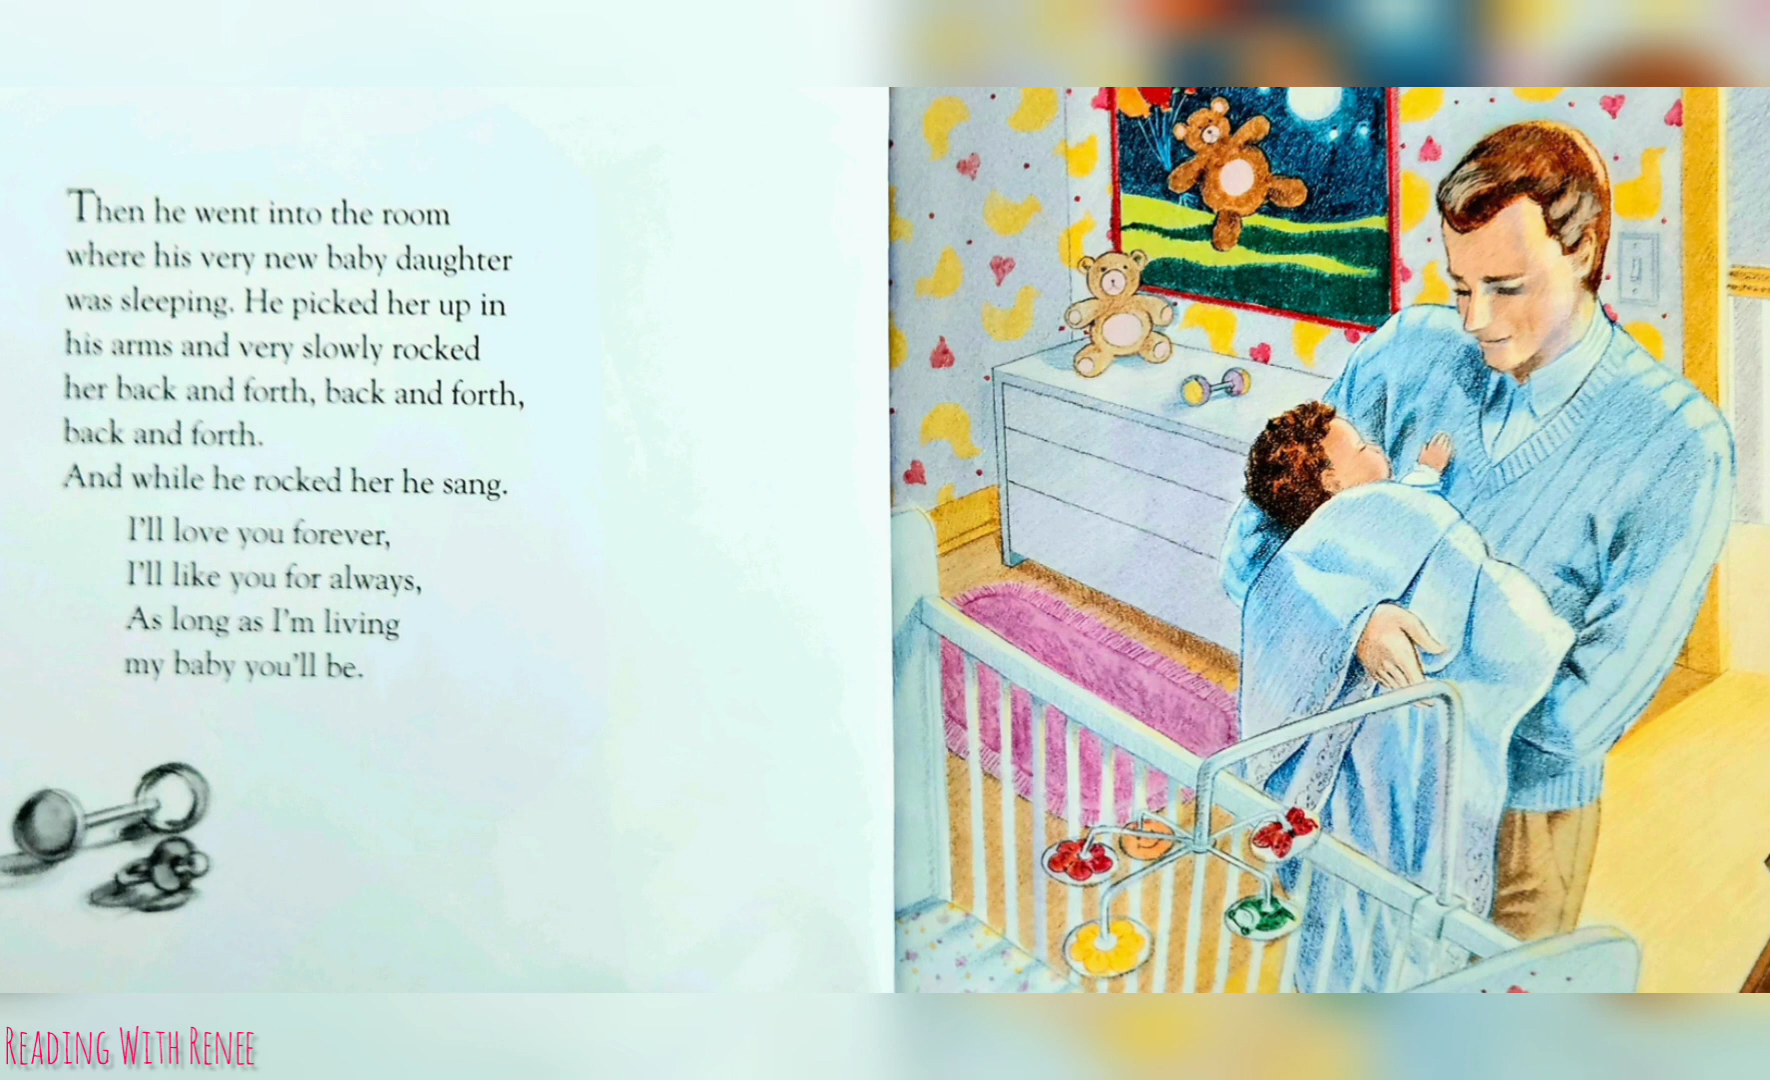 Then he went into the room
where his very new baby daughter
was sleeping. He picked her up in
his arms and very slowly rocked
her back and forth, back and forth,
back and forth.
And while he rocked her he sang.
I'll love you forever,
I'll like you for always,
As long as I'm living
my baby you'll be.
READING WITH RENEE